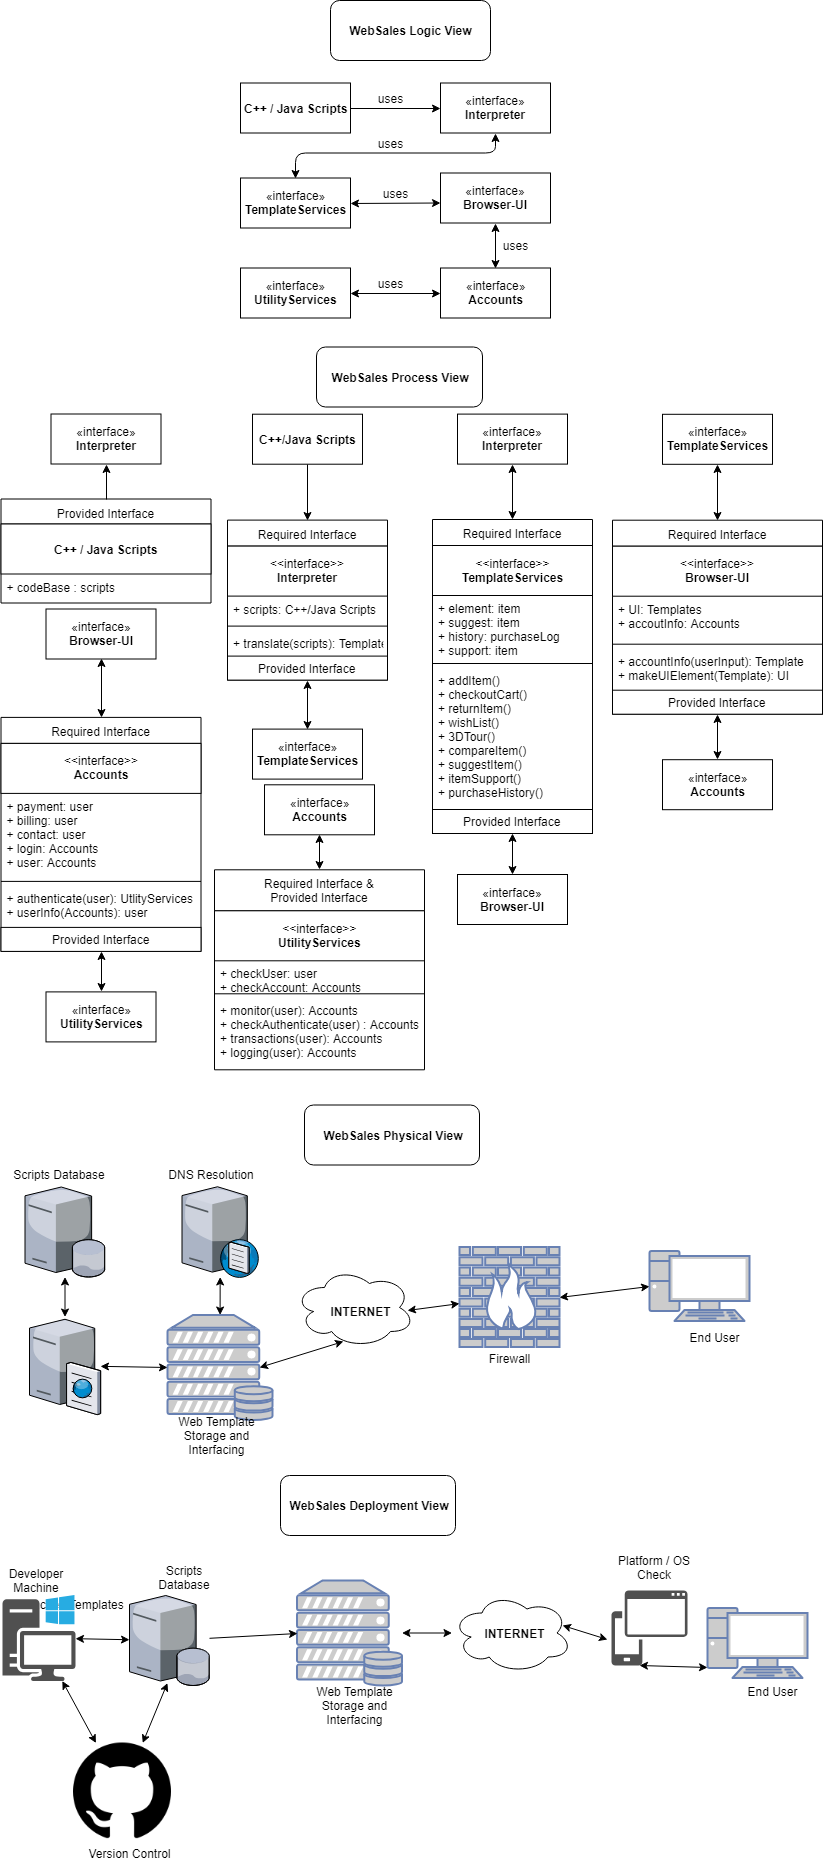 WebSales Logic View
C++ / Java Scripts
uses
«interface»
Interpreter
uses
«interface»
TemplateServices
uses
«interface»
Browser-UI
uses
«interface»
UtilityServices
uses
«interface»
Accounts
WebSales Process View
«interface»
Interpreter
Provided Interface
C++ / Java Scripts
+ codeBase : scripts
C++/Java Scripts
Required Interface
<<interface>>
Interpreter
+ scripts: C++/Java Scripts
+ translate(scripts): Template
Provided Interface
«interface»
TemplateServices
«interface»
Interpreter
Required Interface
<<interface>>
TemplateServices
+ element: item
+ suggest: item
+ history: purchaseLog
+ support: item
+ addItem()
+ checkoutCart()
+ returnItem()
+ wishList()
+ 3DTour()
+ compareItem()
+ suggestItem()
+ itemSupport()
+ purchaseHistory()
Provided Interface
«interface»
Browser-UI
«interface»
TemplateServices
Required Interface
<<interface>>
Browser-UI
+ UI: Templates
+ accoutInfo: Accounts
+ accountInfo(userInput): Template
+ makeUIElement(Template): UI
Provided Interface
«interface»
Accounts
«interface»
Browser-UI
Required Interface
<<interface>>
Accounts
+ payment: user
+ billing: user
+ contact: user
+ login: Accounts
+ user: Accounts
+ authenticate(user): UtlityServices
+ userInfo(Accounts): user
Provided Interface
«interface»
UtilityServices
«interface»
Accounts
Required Interface &
Provided Interface
<<interface>>
UtilityServices
+ checkUser: user
+ checkAccount: Accounts
+ monitor(user): Accounts
+ checkAuthenticate(user) : Accounts
+ transactions(user): Accounts
+ logging(user): Accounts
WebSales Physical View
Scripts Database
DNS Resolution
INTERNET
Firewall
End User
Web Template
Storage and
Interfacing
WebSales Deployment View
Developer
Machine
Templates
Scripts
Database
Web Template
Storage and
Interfacing
INTERNET
Platform / OS
Check
End User
Version Control